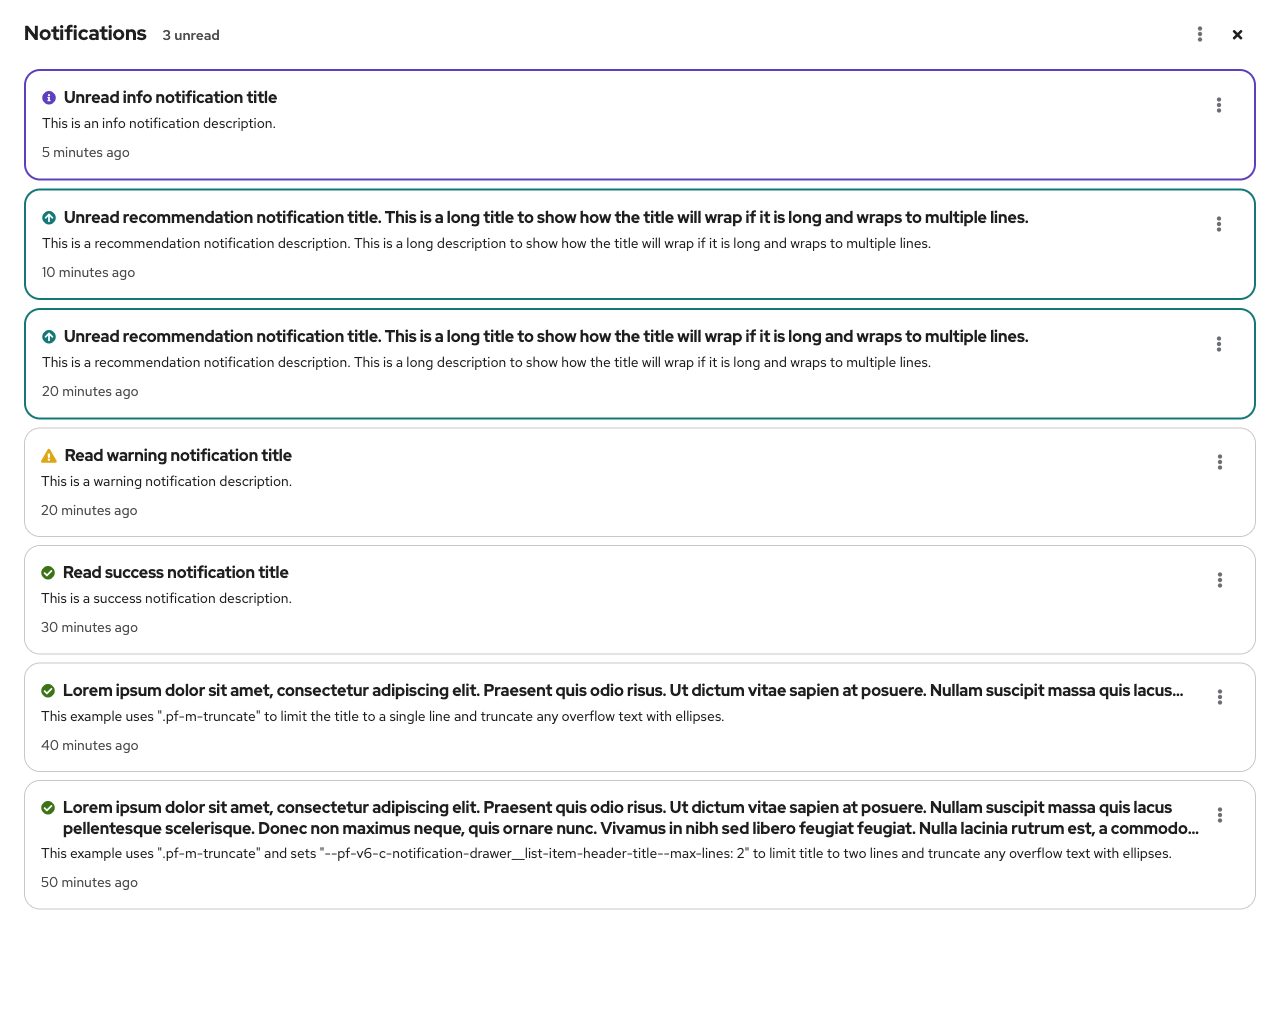 Notifications 3 unread
Unread info notification title
This is an info notification description.
5 minutes ago
Unread recommendation notification title. This is a long title to show how the title will wrap if it is long and wraps to multiple lines.
This is a recommendation notification description. This is a long description to show how the title will wrap if it is long and wraps to multiple lines.
10 minutes ago
Unread recommendation notification title. This is a long title to show how the title will wrap if it is long and wraps to multiple lines.
This is a recommendation notification description. This is a long description to show how the title will wrap if it is long and wraps to multiple lines.
20 minutes ago
Read warning notification title
This is a warning notification description.
20 minutes ago
Read success notification title
This is a success notification description.
30 minutes ago
Lorem ipsum dolor sit amet, consectetur adipiscing elit. Praesent quis odio risus. Ut dictum vitae sapien at posuere. Nullam suscipit massa quis lacus...
This example uses ".pf-m-truncate" to limit the title to a single line and truncate any overflow text with ellipses.
40 minutes ago
Lorem ipsum dolor sit amet, consectetur adipiscing elit. Praesent quis odio risus. Ut dictum vitae sapien at posuere. Nullam suscipit massa quis lacus
pellentesque scelerisque. Donec non maximus neque, quis ornare nunc. Vivamus in nibh sed libero feugiat feugiat. Nulla lacinia rutrum est, a commodo...
This example uses ".pf-m-truncate" and sets "--pf-v6-c-notification-drawer__list-item-header-title--max-lines: 2" to limit title to two lines and truncate any overflow text with ellipses.
50 minutes ago